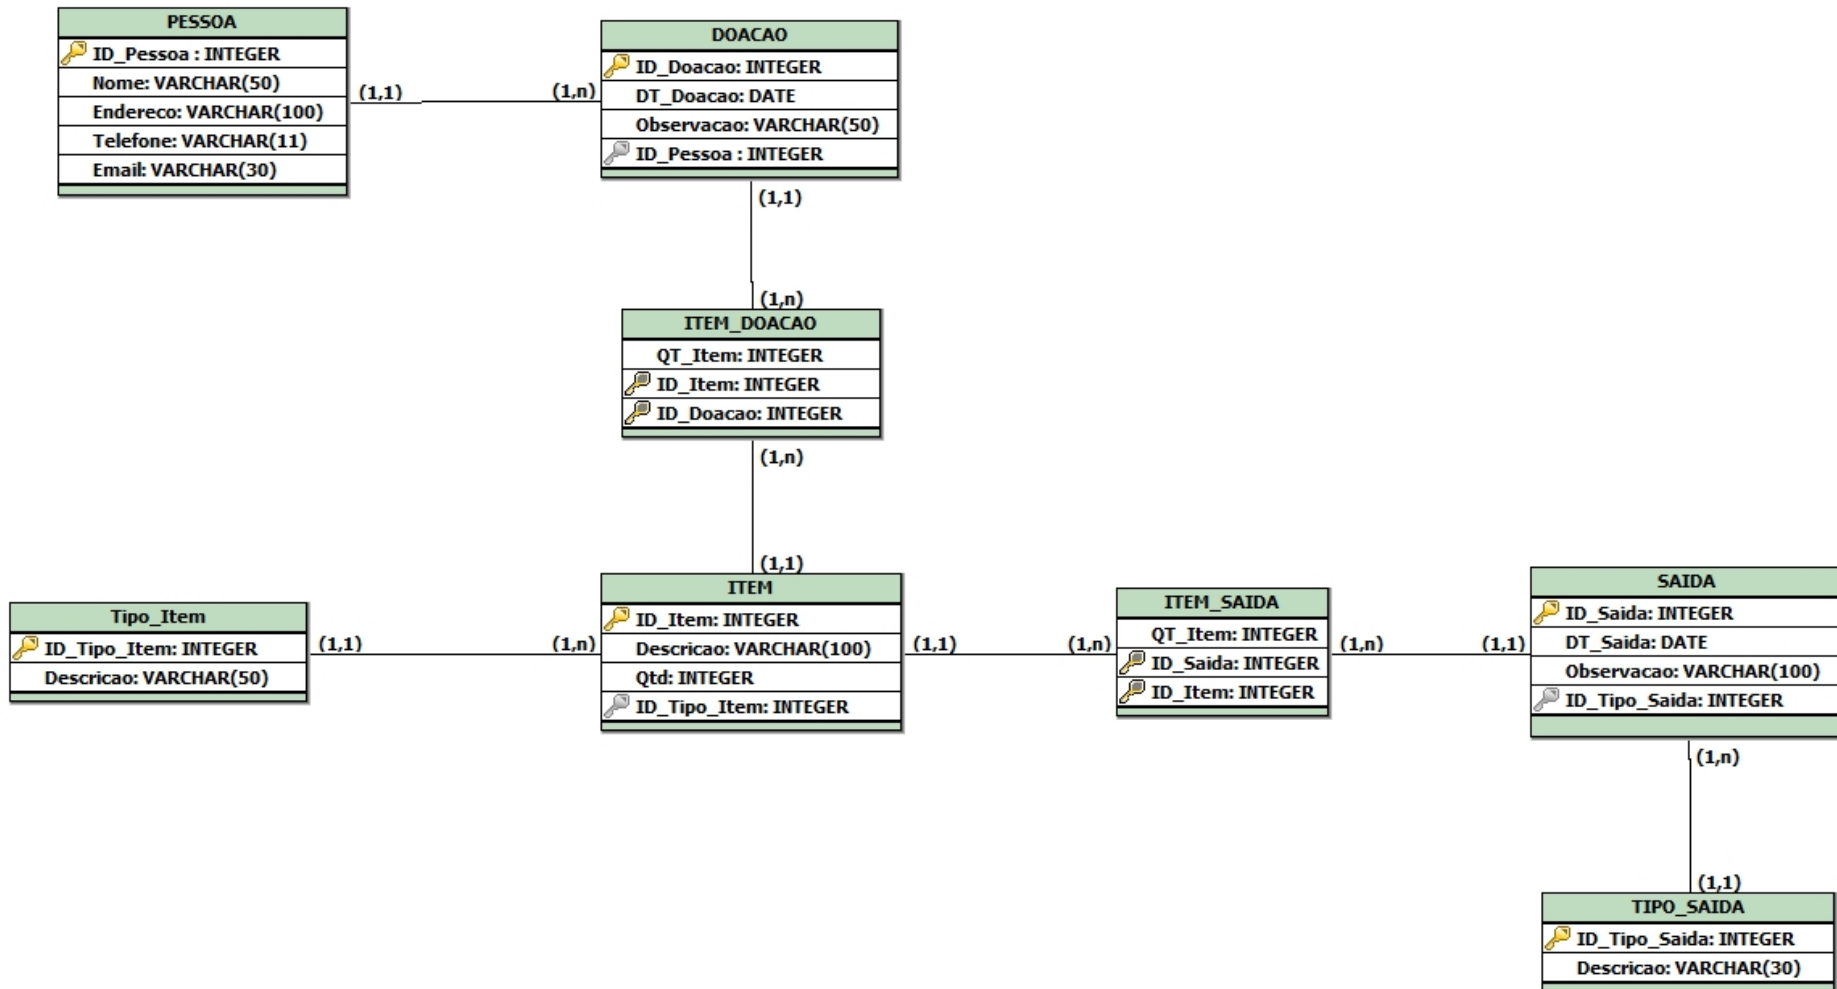 PESSOA
ID_Pessoa : INTEGER
Nome: VARCHAR(50)
Endereco: VARCHAR(100)
Telefone: VARCHAR(11)
Email: VARCHAR(30)
(1,1)
(1,n)
DOACAO
ID_Doacao: INTEGER
DT_Doacao: DATE
Observacao: VARCHAR(50)
ID_Pessoa : INTEGER
(1,1)
(1,n)
ITEM_DOACAO
QT_Item: INTEGER
ID_Item: INTEGER
ID_Doacao: INTEGER
(1,n)
(1,1)
Tipo_Item
ID_Tipo_Item: INTEGER
Descricao: VARCHAR(50)
(1,1)
(1,n)
ITEM
ID_Item: INTEGER
Descricao: VARCHAR(100)
Qtd: INTEGER
ID_Tipo_Item: INTEGER
(1,1)
(1,n)
ITEM_SAIDA
QT_Item: INTEGER
ID_Saida: INTEGER
ID_Item: INTEGER
(1,n)
(1,1)
SAIDA
ID_Saida: INTEGER
DT_Saida: DATE
Observacao: VARCHAR(100)
ID_Tipo_Saida: INTEGER
(1,n)
(1,1)
TIPO_SAIDA
ID_Tipo_Saida: INTEGER
Descricao: VARCHAR(30)